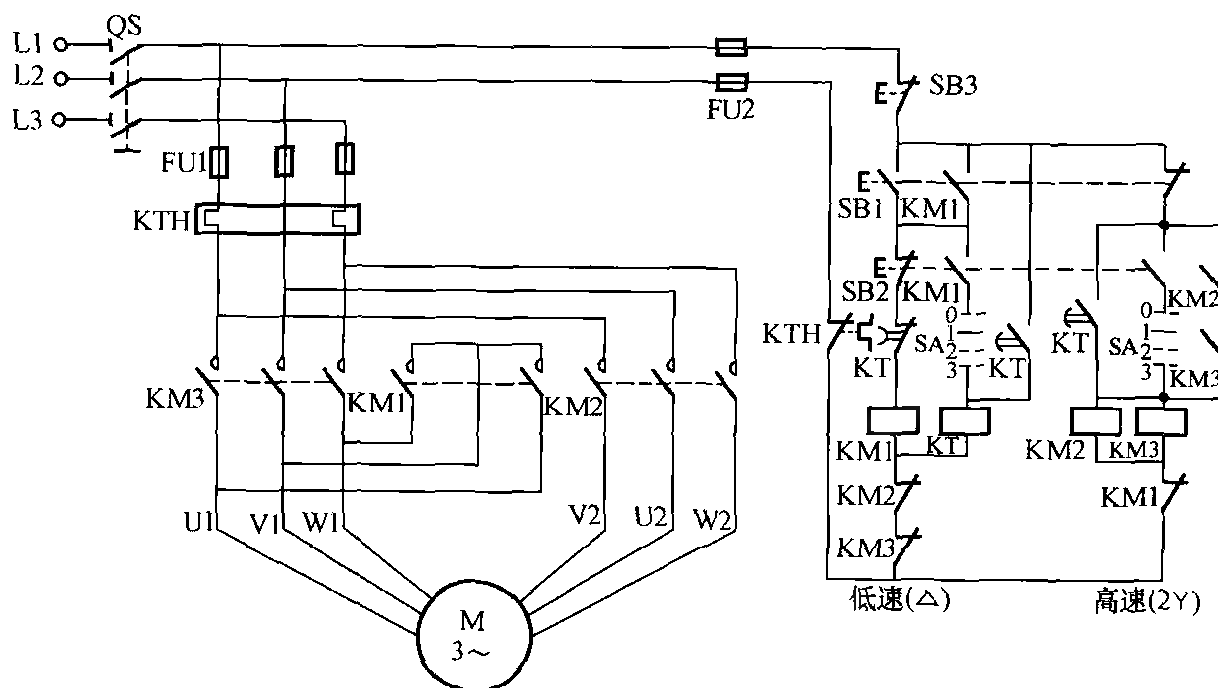 QS
L1
L2
L3
FU1
KTH
FU2
SB3
SB1 KM1
SB2 KM1
KM2
KTH
KT
SA
0
1
2
3
KT
KT
SA
0
1
2
3
KM3
KM3
KM1
KM2
KM1
KT
KM2
KM3
KM2
KM1
KM3
U1
V1
W1
V2
U2
W2
低速(△)
高速(2Y)
M
3～